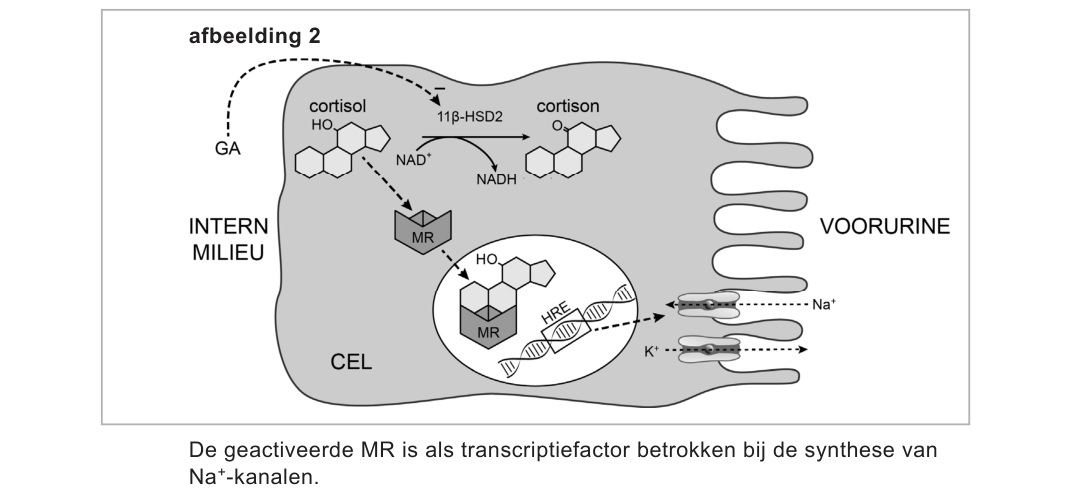 afbeelding 2
cortisol
HO
11β-HSD2
cortison
O
–
GA
NAD⁺
NADH
INTERN
MILIEU
MR
VOORURINE
HO
HRE
MR
Na⁺
K⁺
CEL
De geactiveerde MR is als transcriptiefactor betrokken bij de synthese van
Na⁺-kanalen.